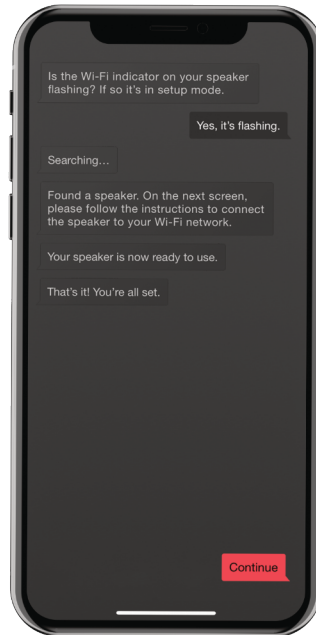 Is the Wi-Fi indicator on your speaker
flashing? If so it's in setup mode.
Yes, it's flashing.
Searching...
Found a speaker. On the next screen,
please follow the instructions to connect
the speaker to your Wi-Fi network.
Your speaker is now ready to use.
That's it! You're all set.
Continue